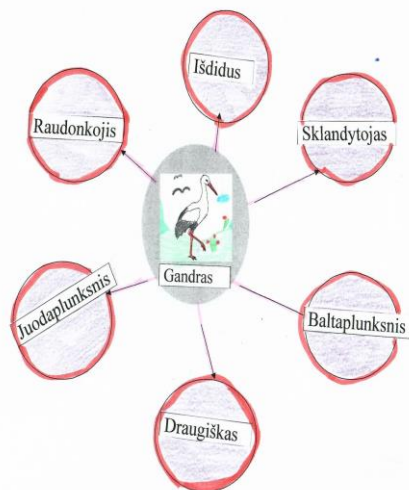 Išdidus
Raudonkojis
Sklandytojas
Gandras
Juodaplunksnis
Baltaplunksnis
Draugiškas